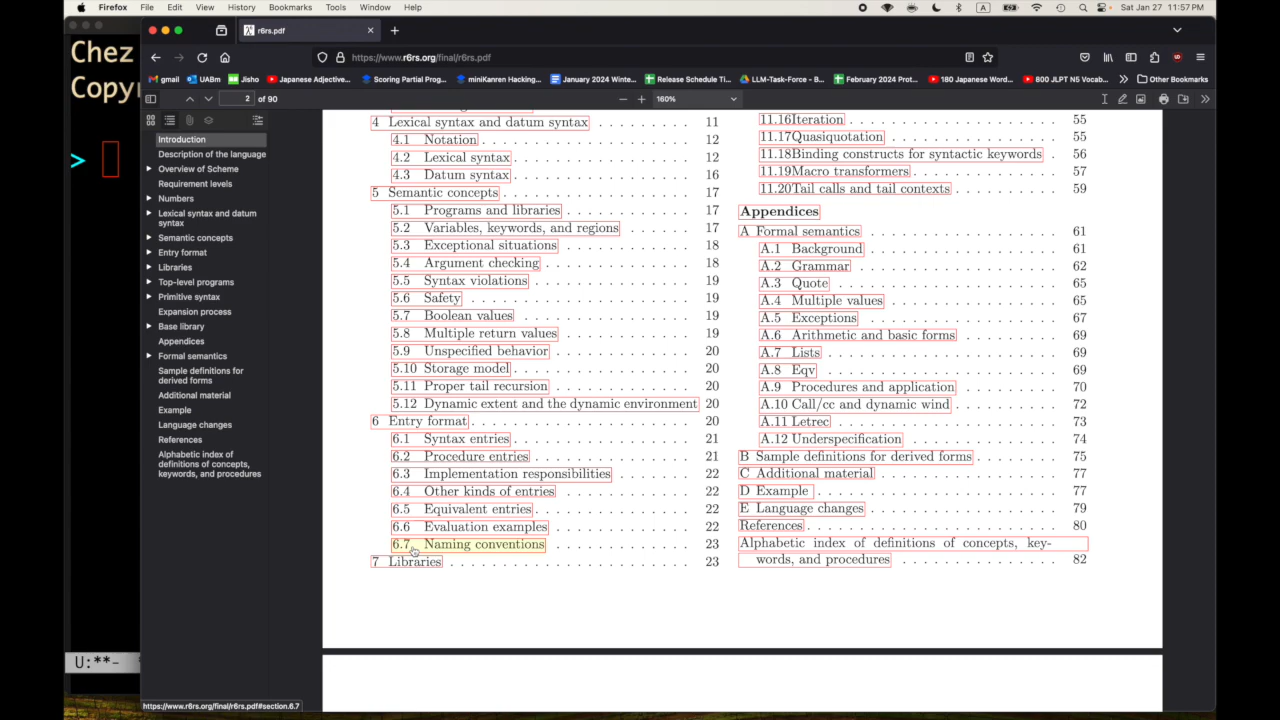 Firefox File Edit View History Bookmarks Tools Window Help A Sat Jan 27 11:57 PM
r6rs.pdf
https://www.r6rs.org/final/r6rs.pdf
gmail UABm Jisho Japanese Adjective... Scoring Partial Prog... miniKanren Hacking... January 2024 Winte... Release Schedule Ti... LLM-Task-Force - B... February 2024 Prot... 180 Japanese Word... 800 JLPT N5 Vocab... Other Bookmarks
2 of 90 160%
Chez
Copyr
>
U:**-
Introduction
Description of the language
Overview of Scheme
Requirement levels
Numbers
Lexical syntax and datum
syntax
Semantic concepts
Entry format
Libraries
Top-level programs
Primitive syntax
Expansion process
Base library
Appendices
Formal semantics
Sample definitions for
derived forms
Additional material
Example
Language changes
References
Alphabetic index of
definitions of concepts,
keywords, and procedures
4 Lexical syntax and datum syntax . . . . . . . 11
4.1 Notation . . . . . . . . . . . . . . . . 12
4.2 Lexical syntax . . . . . . . . . . . . . 12
4.3 Datum syntax . . . . . . . . . . . . . 16
5 Semantic concepts . . . . . . . . . . . . . 17
5.1 Programs and libraries . . . . . . . . . 17
5.2 Variables, keywords, and regions . . . . . 17
5.3 Exceptional situations . . . . . . . . . 18
5.4 Argument checking . . . . . . . . . . . 18
5.5 Syntax violations . . . . . . . . . . . . 19
5.6 Safety . . . . . . . . . . . . . . . . . 19
5.7 Boolean values . . . . . . . . . . . . . 19
5.8 Multiple return values . . . . . . . . . 19
5.9 Unspecified behavior . . . . . . . . . . 20
5.10 Storage model . . . . . . . . . . . . . 20
5.11 Proper tail recursion . . . . . . . . . . 20
5.12 Dynamic extent and the dynamic environment 20
6 Entry format . . . . . . . . . . . . . . . 20
6.1 Syntax entries . . . . . . . . . . . . . 21
6.2 Procedure entries . . . . . . . . . . . . 21
6.3 Implementation responsibilities . . . . . . 22
6.4 Other kinds of entries . . . . . . . . . . 22
6.5 Equivalent entries . . . . . . . . . . . . 22
6.6 Evaluation examples . . . . . . . . . . . 22
6.7 Naming conventions . . . . . . . . . . . 23
7 Libraries . . . . . . . . . . . . . . . . . 23
11.16Iteration . . . . . . . . . . . . . . . 55
11.17Quasiquotation . . . . . . . . . . . . . 55
11.18Binding constructs for syntactic keywords . 56
11.19Macro transformers . . . . . . . . . . . 57
11.20Tail calls and tail contexts . . . . . . . . 59
Appendices
A Formal semantics . . . . . . . . . . . . . 61
A.1 Background . . . . . . . . . . . . . . 61
A.2 Grammar . . . . . . . . . . . . . . . 62
A.3 Quote . . . . . . . . . . . . . . . . . 65
A.4 Multiple values . . . . . . . . . . . . . 65
A.5 Exceptions . . . . . . . . . . . . . . . 67
A.6 Arithmetic and basic forms . . . . . . . . 69
A.7 Lists . . . . . . . . . . . . . . . . . 69
A.8 Eqv . . . . . . . . . . . . . . . . . . 69
A.9 Procedures and application . . . . . . . . 70
A.10 Call/cc and dynamic wind . . . . . . . . 72
A.11 Letrec . . . . . . . . . . . . . . . . . 73
A.12 Underspecification . . . . . . . . . . . 74
B Sample definitions for derived forms . . . . . . 75
C Additional material . . . . . . . . . . . . 77
D Example . . . . . . . . . . . . . . . . . 77
E Language changes . . . . . . . . . . . . . 79
References . . . . . . . . . . . . . . . . . 80
Alphabetic index of definitions of concepts, key-
words, and procedures . . . . . . . . . . . . 82
https://www.r6rs.org/final/r6rs.pdf#section.6.7